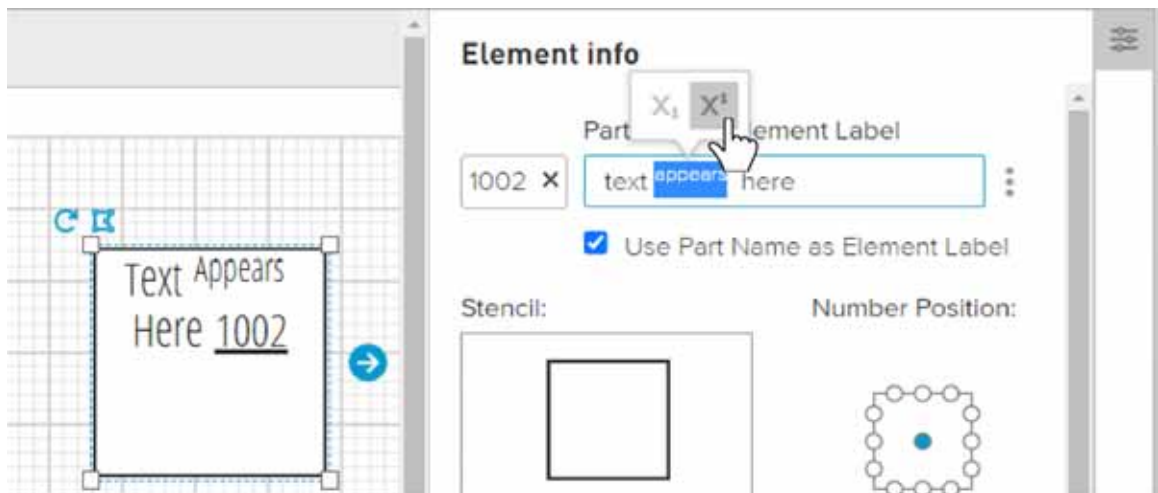 Element info
X₁ X¹
Part ement Label
1002 × text appears here
Use Part Name as Element Label
Text Appears
Here 1002
Stencil:
Number Position: